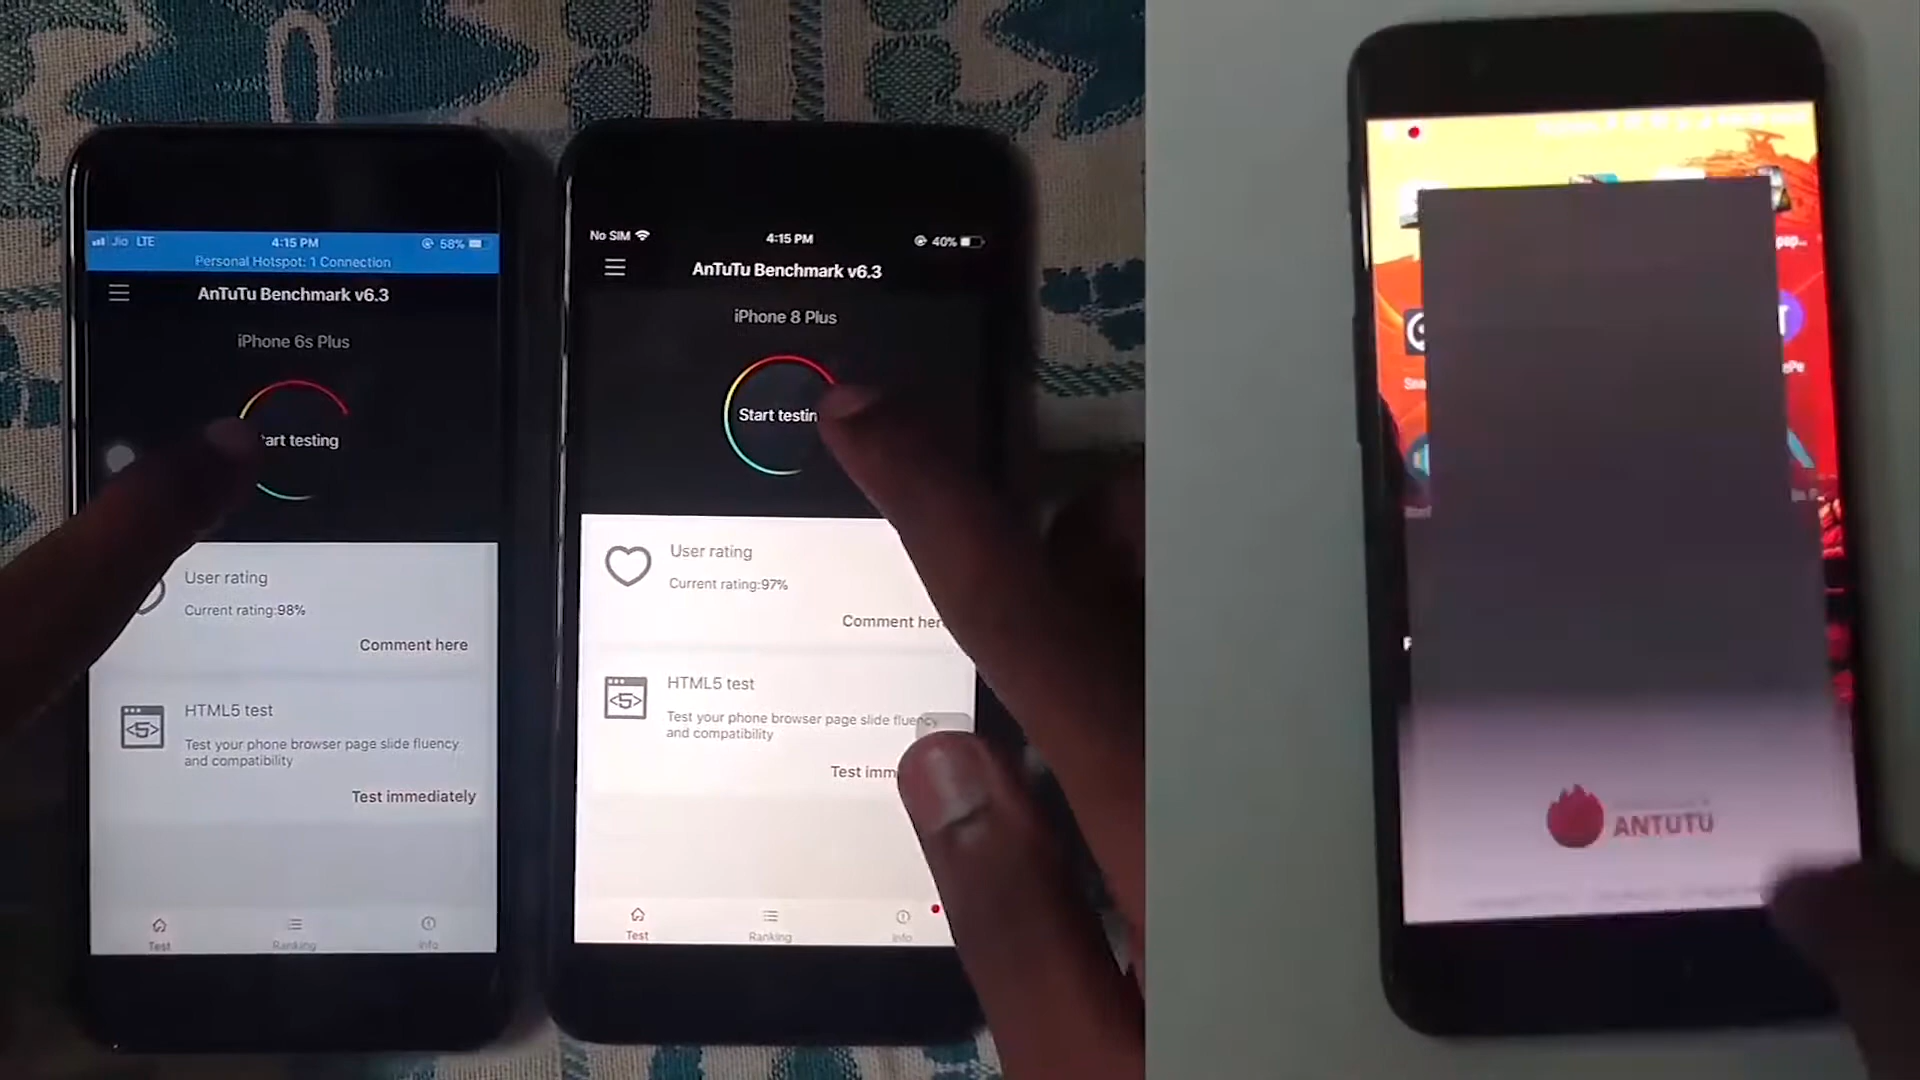 Jio LTE
4:15 PM
58%
Personal Hotspot: 1 Connection
AnTuTu Benchmark v6.3
iPhone 6s Plus
art testing
User rating
Current rating:98%
Comment here
HTML5 test
Test your phone browser page slide fluency
and compatibility
Test immediately
Test
Ranking
Info
No SIM
4:15 PM
40%
AnTuTu Benchmark v6.3
iPhone 8 Plus
Start testin
User rating
Current rating:97%
Comment her
HTML5 test
Test your phone browser page slide fluency
and compatibility
Test imm
Test
Ranking
Info
ANTUTU